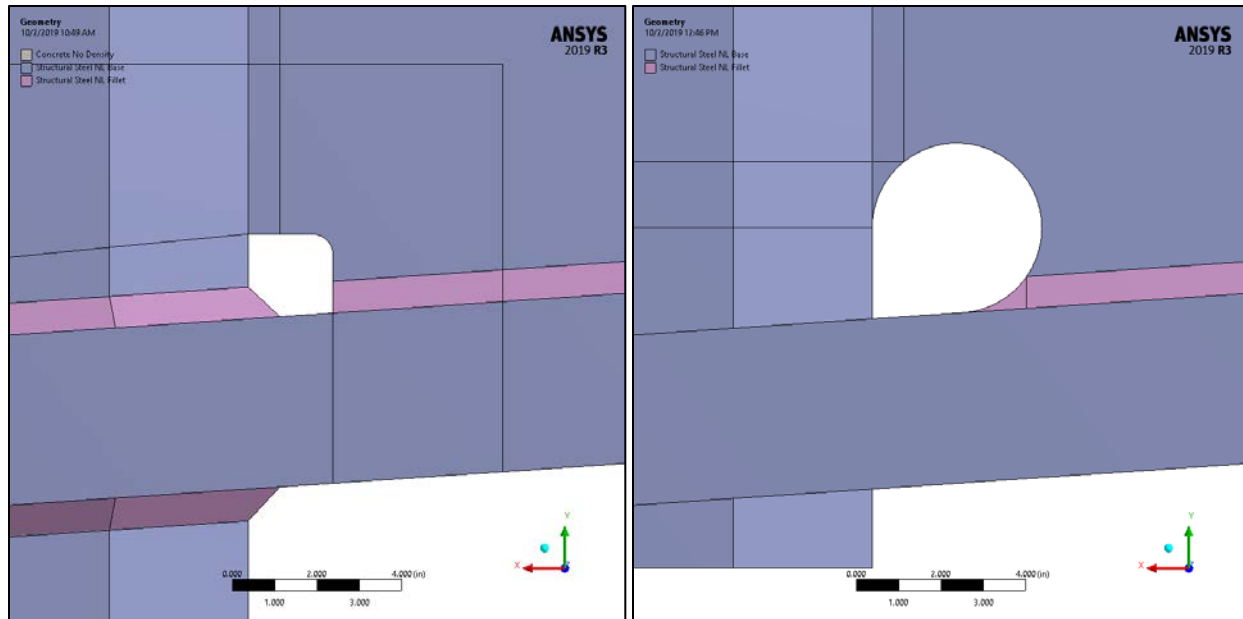 Geometry
10/2/2019 10:49 AM
Concrete No Density
Structural Steel NL Base
Structural Steel NL Fillet
ANSYS
2019 R3
Y
X
Z
0.000 2.000 4.000 (in)
1.000 3.000
Geometry
10/2/2019 12:46 PM
Structural Steel NL Base
Structural Steel NL Fillet
ANSYS
2019 R3
Y
X
Z
0.000 2.000 4.000 (in)
1.000 3.000